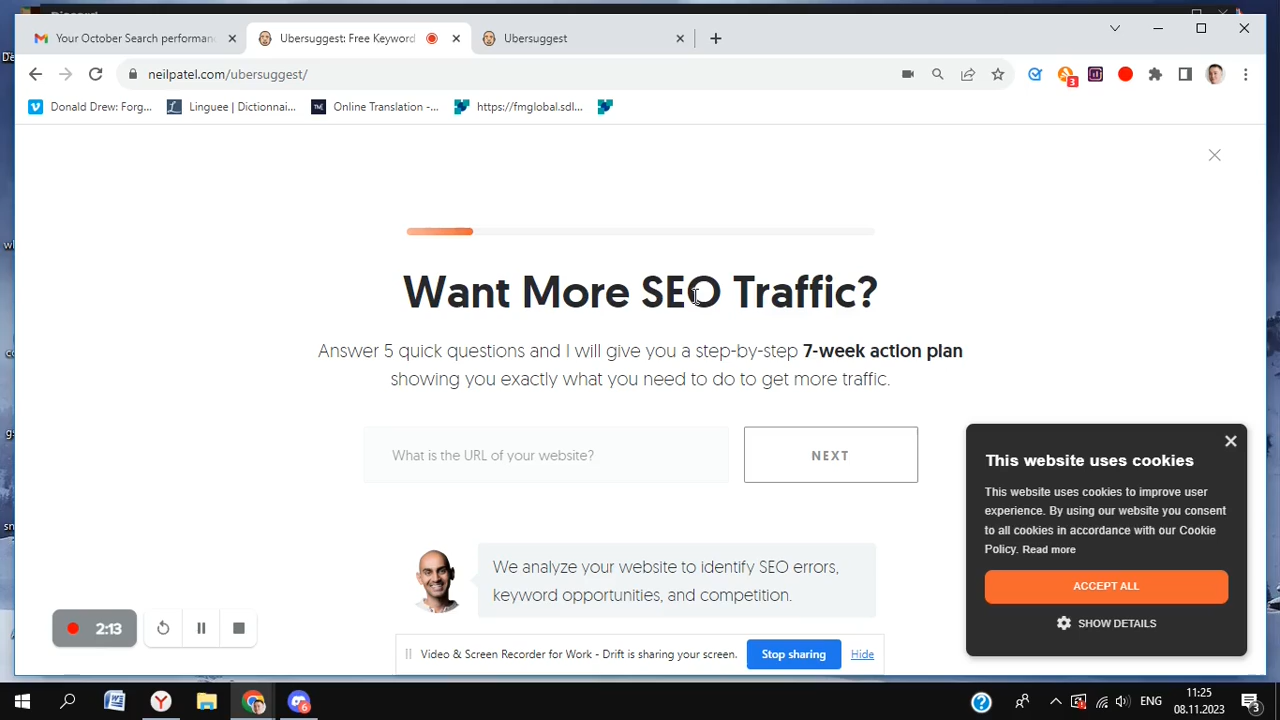 Your October Search performanc
Ubersuggest: Free Keyword
Ubersuggest
neilpatel.com/ubersuggest/
3
Donald Drew: Forg...
Linguee | Dictionnai...
Online Translation -...
https://fmglobal.sdl...
Want More SEO Traffic?
Answer 5 quick questions and I will give you a step-by-step 7-week action plan
showing you exactly what you need to do to get more traffic.
What is the URL of your website?
NEXT
We analyze your website to identify SEO errors,
keyword opportunities, and competition.
This website uses cookies
This website uses cookies to improve user
experience. By using our website you consent
to all cookies in accordance with our Cookie
Policy. Read more
ACCEPT ALL
SHOW DETAILS
2:13
Video & Screen Recorder for Work - Drift is sharing your screen.
Stop sharing
Hide
ENG
11:25
08.11.2023
3